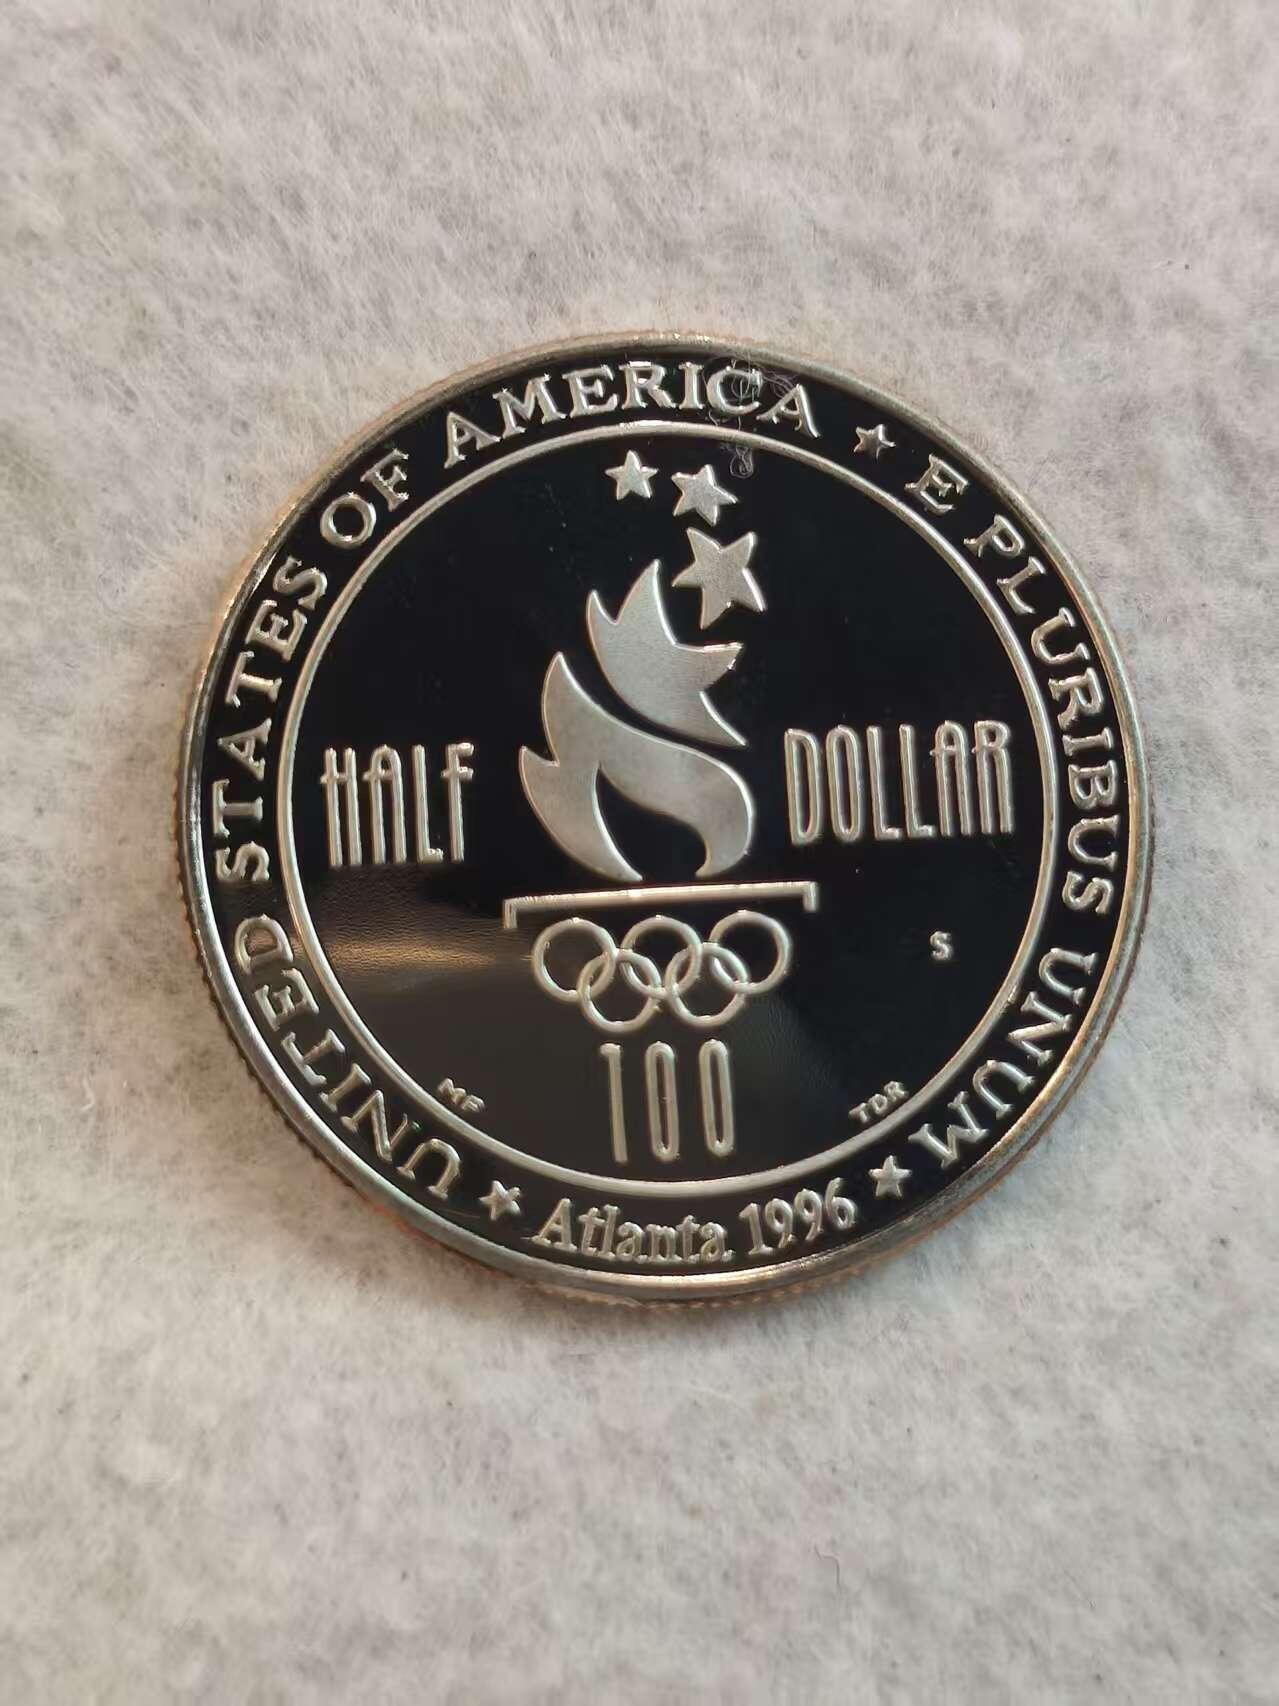 UNITED STATES OF AMERICA ★ E PLURIBUS UNUM ★
HALF DOLLAR
S
100
MF TDR
Atlanta 1996 ★